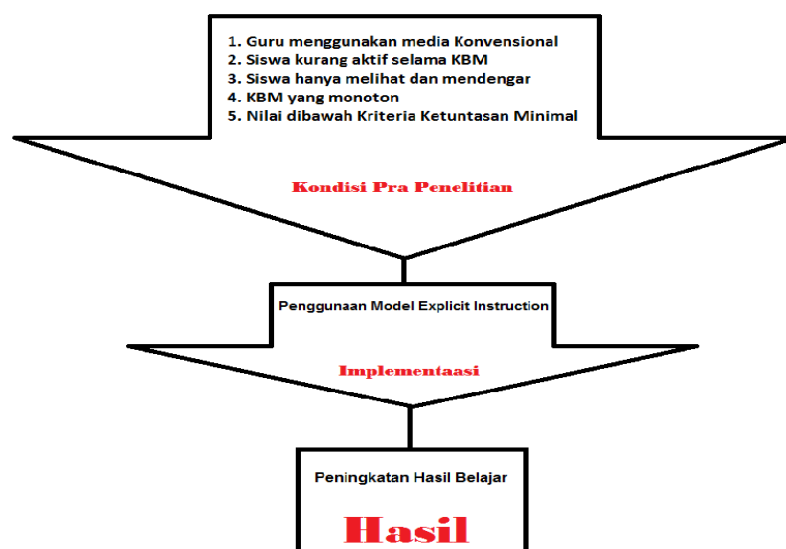 1. Guru menggunakan media Konvensional
2. Siswa kurang aktif selama KBM
3. Siswa hanya melihat dan mendengar
4. KBM yang monoton
5. Nilai dibawah Kriteria Ketuntasan Minimal
Kondisi Pra Penelitian
Penggunaan Model Explicit Instruction
Implementaasi
Peningkatan Hasil Belajar
Hasil